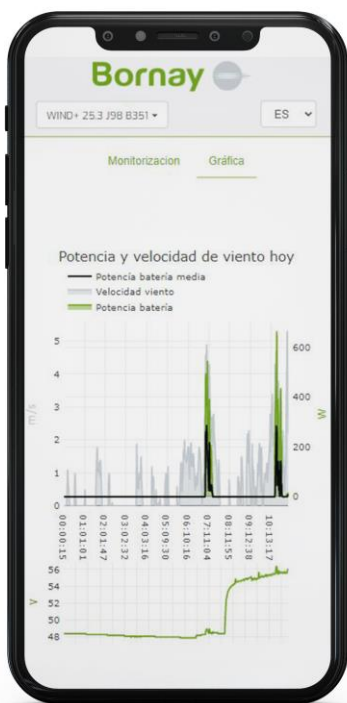 Bornay
WIND+ 25.3 J98 B351
ES
Monitorizacion
Gráfica
Potencia y velocidad de viento hoy
Potencia batería media
Velocidad viento
Potencia batería
5
4
3
2
1
0
m/s
600
400
200
0
W
00:00:15
01:01:01
02:01:47
03:02:32
04:03:16
05:09:30
06:10:16
07:11:04
08:11:55
09:12:38
10:13:17
56
54
52
50
48
V